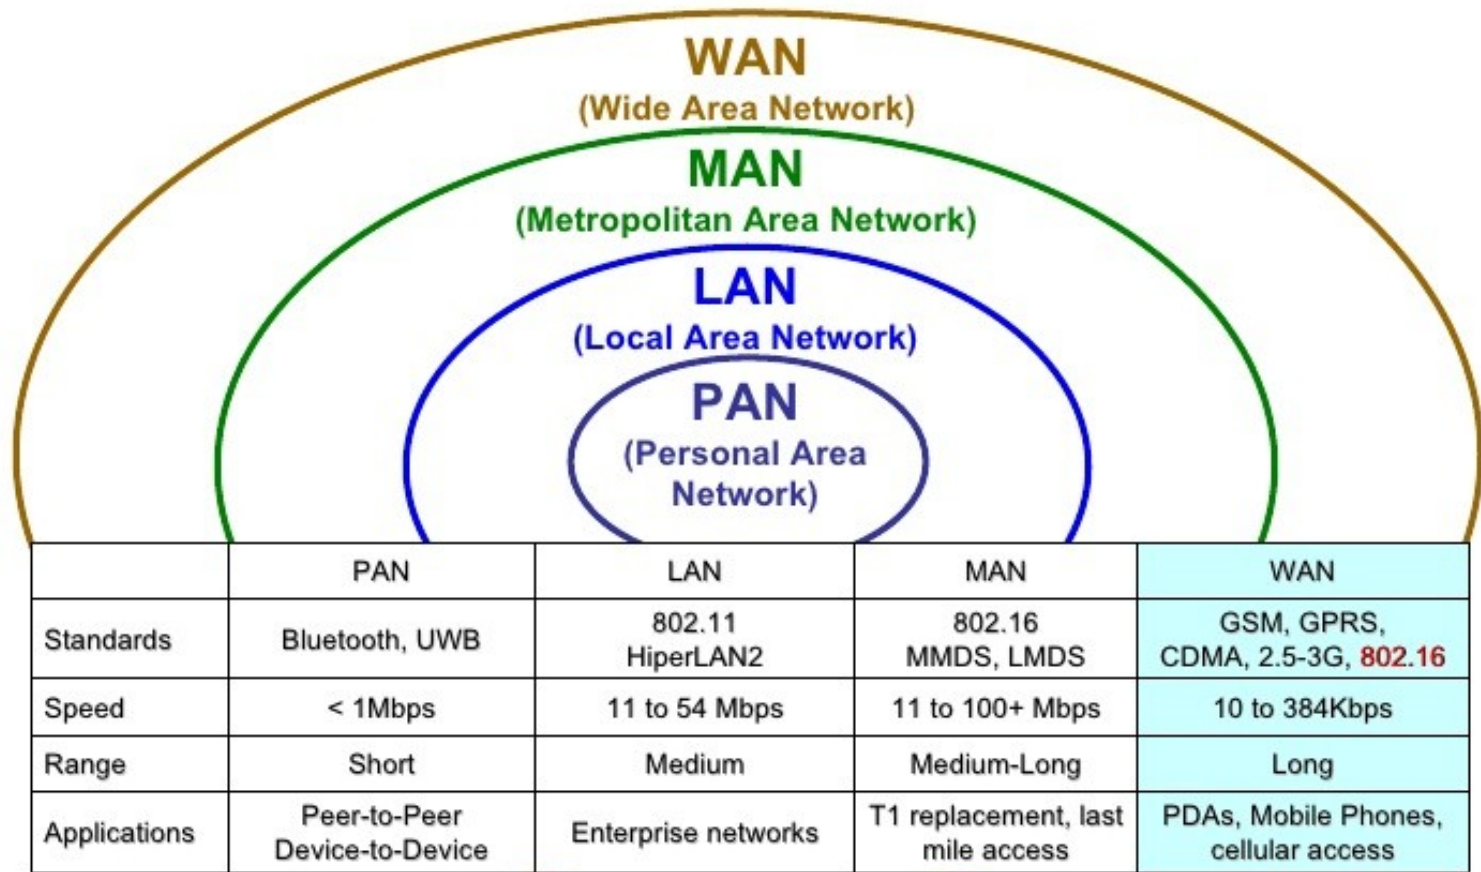 WAN
(Wide Area Network)
MAN
(Metropolitan Area Network)
LAN
(Local Area Network)
PAN
(Personal Area
Network)
PAN LAN MAN WAN
Standards Bluetooth, UWB 802.11 HiperLAN2 802.16 MMDS, LMDS GSM, GPRS, CDMA, 2.5-3G, 802.16
Speed < 1Mbps 11 to 54 Mbps 11 to 100+ Mbps 10 to 384Kbps
Range Short Medium Medium-Long Long
Applications Peer-to-Peer Device-to-Device Enterprise networks T1 replacement, last mile access PDAs, Mobile Phones, cellular access